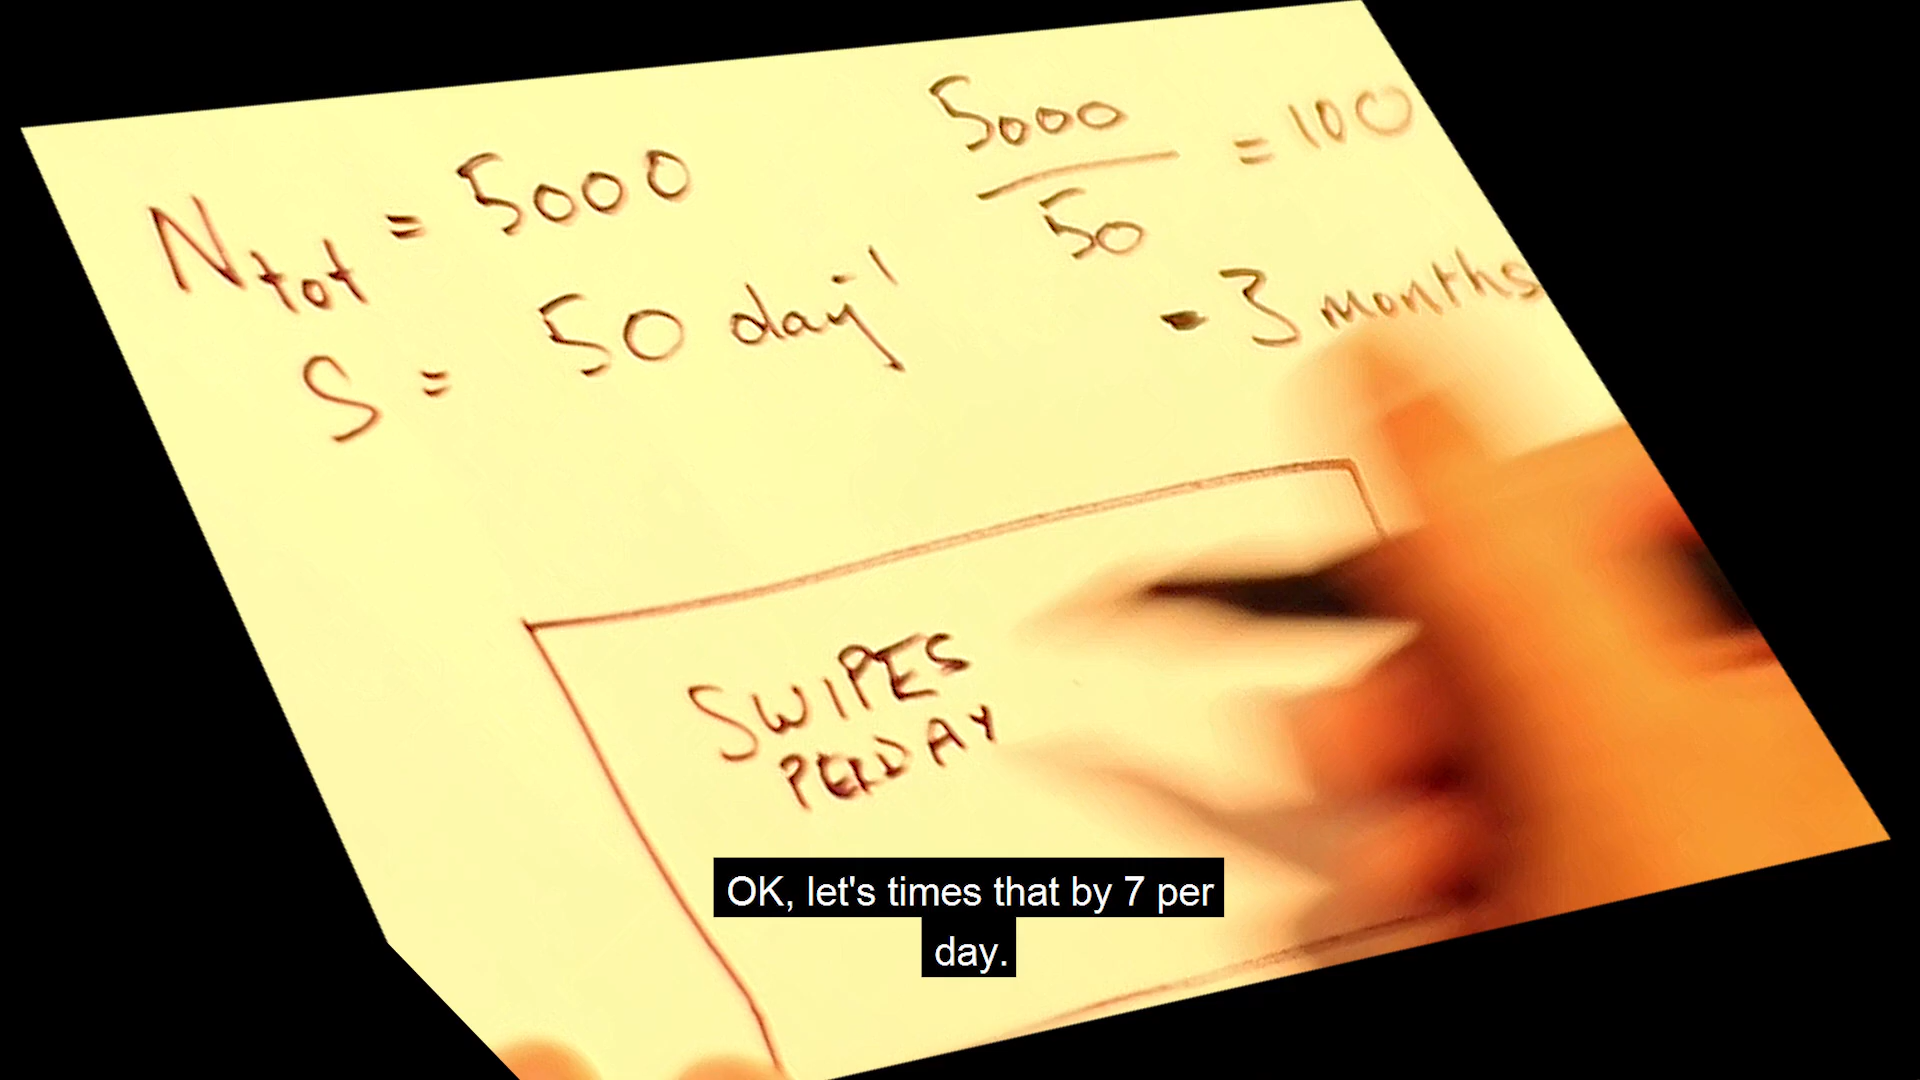 N_tot = 5000
S = 50 day⁻¹
5000
50
= 100
= 3 months
SWIPES
PER DAY
OK, let's times that by 7 per
day.